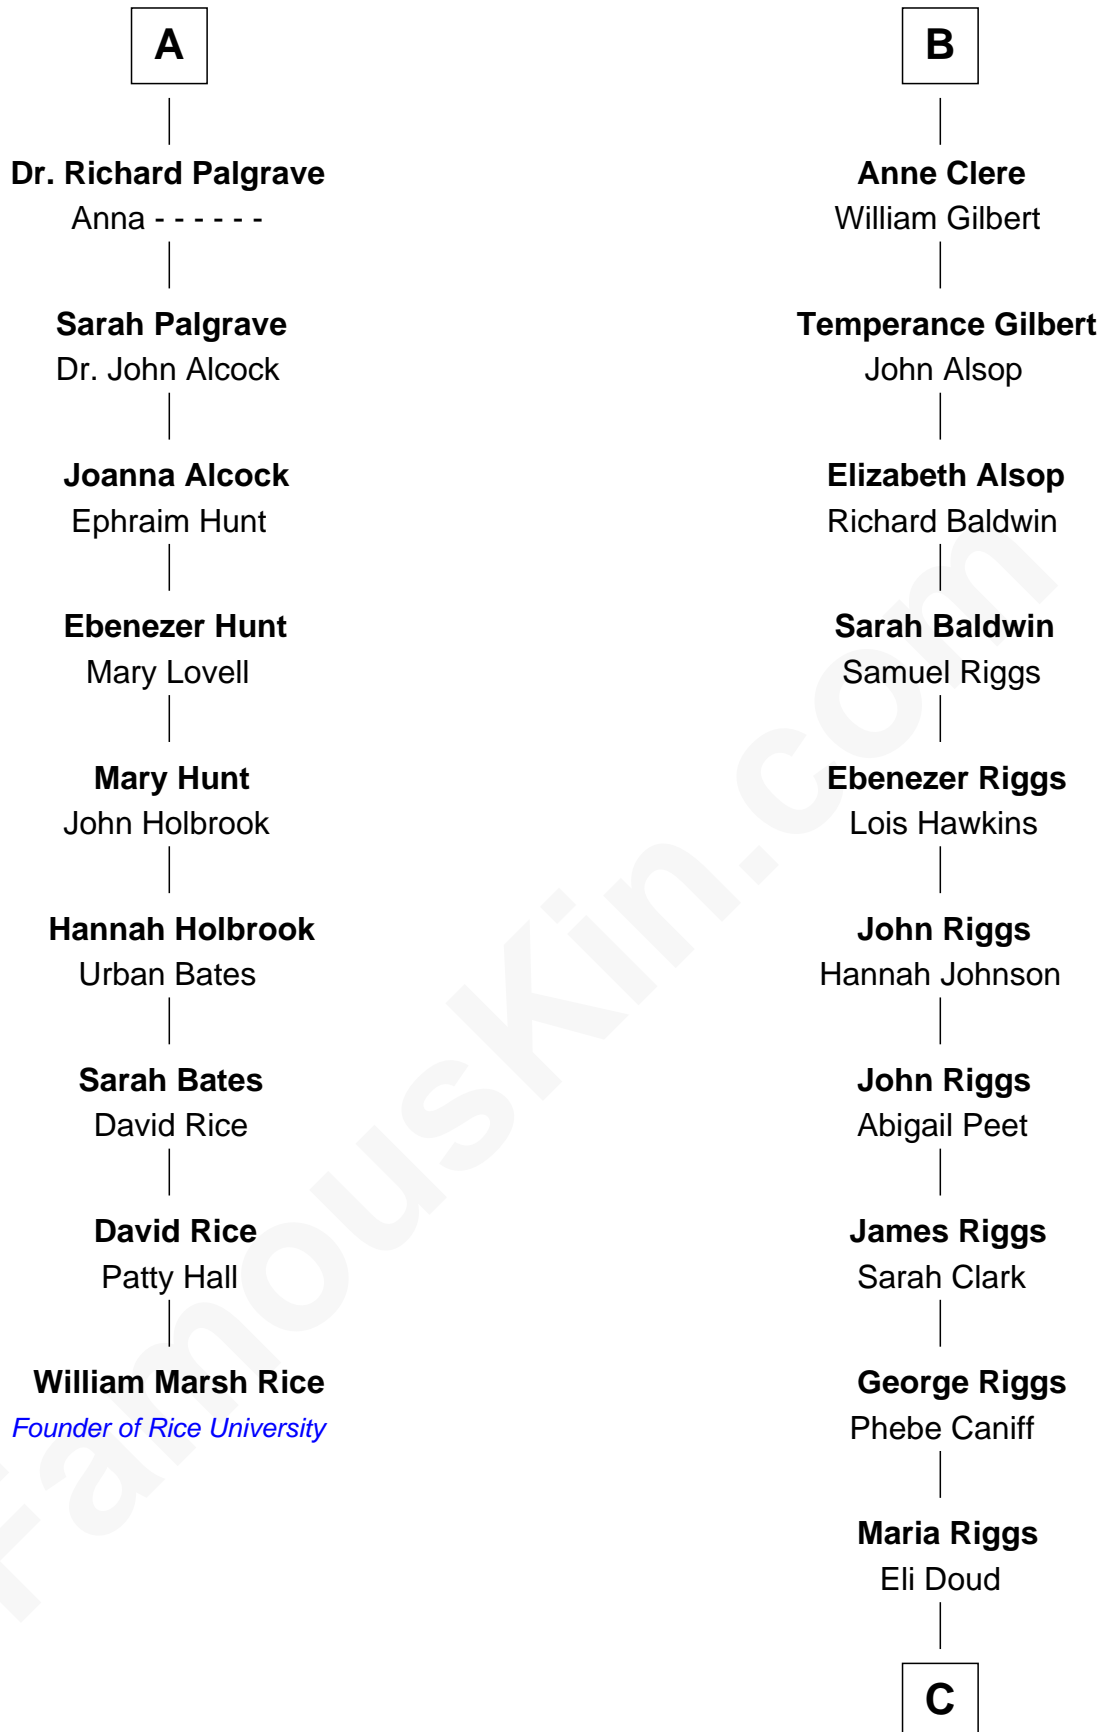 A
Dr. Richard Palgrave
Anna - - - - - -
Sarah Palgrave
Dr. John Alcock
Joanna Alcock
Ephraim Hunt
Ebenezer Hunt
Mary Lovell
Mary Hunt
John Holbrook
Hannah Holbrook
Urban Bates
Sarah Bates
David Rice
David Rice
Patty Hall
William Marsh Rice
Founder of Rice University
B
Anne Clere
William Gilbert
Temperance Gilbert
John Alsop
Elizabeth Alsop
Richard Baldwin
Sarah Baldwin
Samuel Riggs
Ebenezer Riggs
Lois Hawkins
John Riggs
Hannah Johnson
John Riggs
Abigail Peet
James Riggs
Sarah Clark
George Riggs
Phebe Caniff
Maria Riggs
Eli Doud
C
FamousKin.com